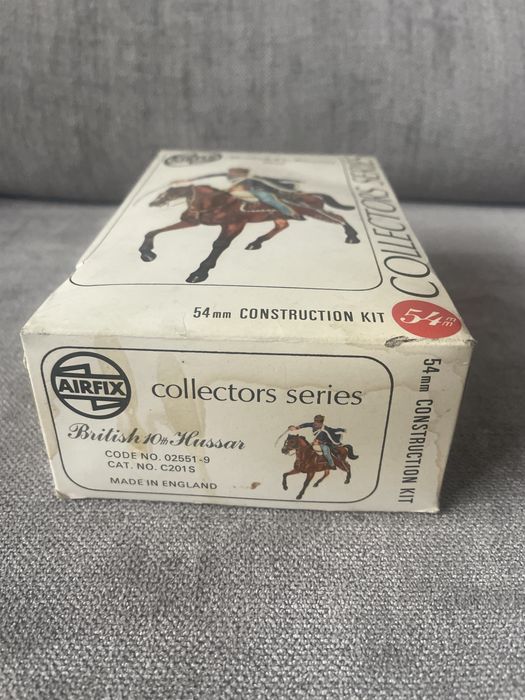 COLLECTORS SERIES
54mm CONSTRUCTION KIT
54mm
AIRFIX
collectors series
British 10th Hussar
CODE NO. 02551-9
CAT. NO. C201S
MADE IN ENGLAND
54mm CONSTRUCTION KIT